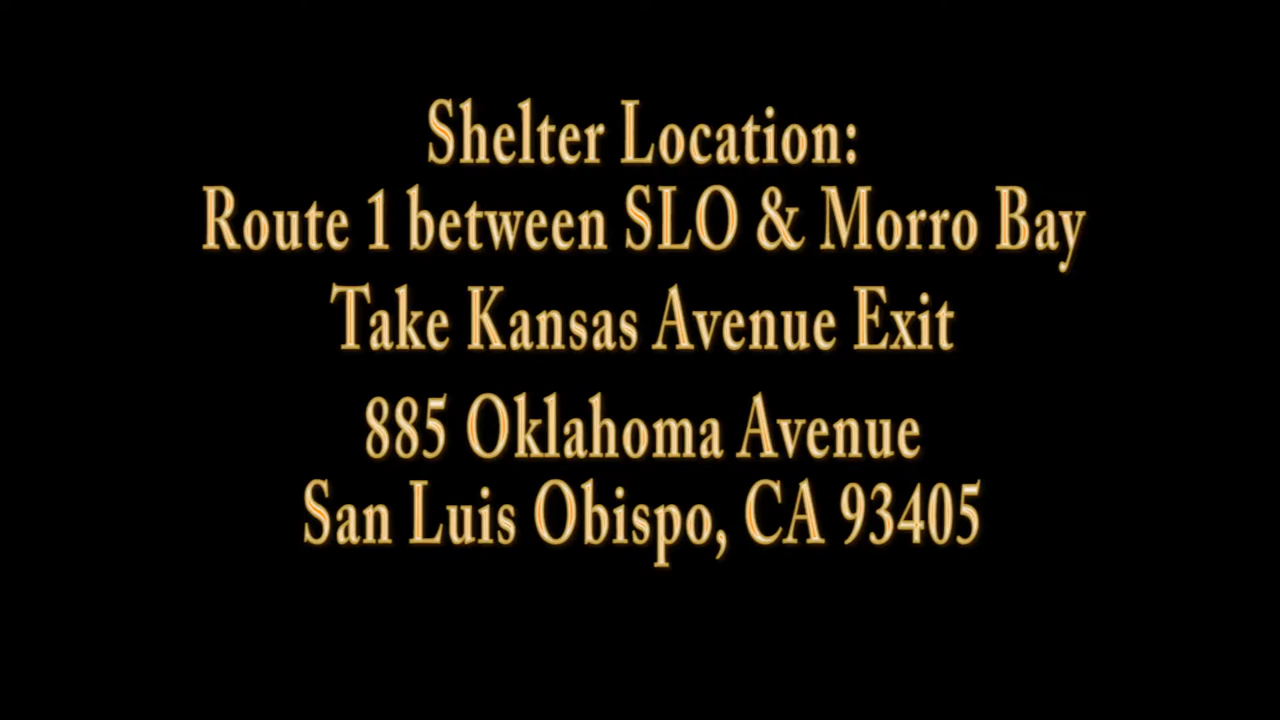 Shelter Location:
Route 1 between SLO & Morro Bay
Take Kansas Avenue Exit
885 Oklahoma Avenue
San Luis Obispo, CA 93405